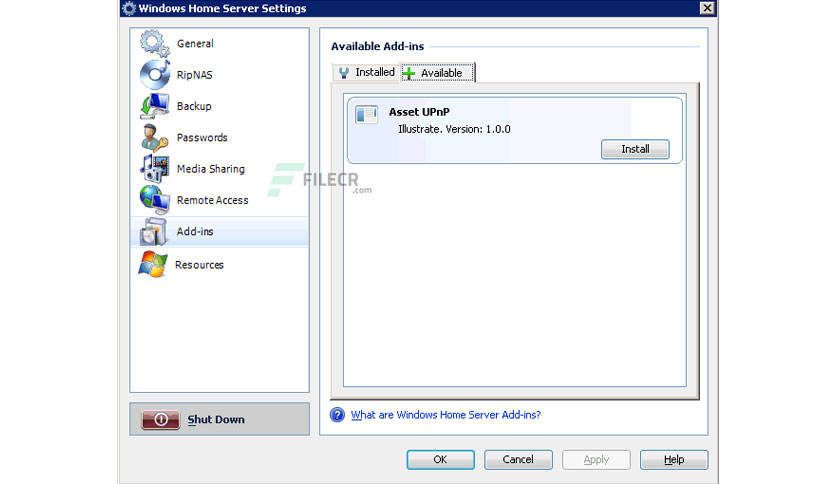 Windows Home Server Settings
General
RipNAS
Backup
Passwords
Media Sharing
Remote Access
Add-ins
Resources
Shut Down
Available Add-ins
Installed
Available
Asset UPnP
Illustrate. Version: 1.0.0
Install
FILECR
.com
What are Windows Home Server Add-ins?
OK
Cancel
Apply
Help